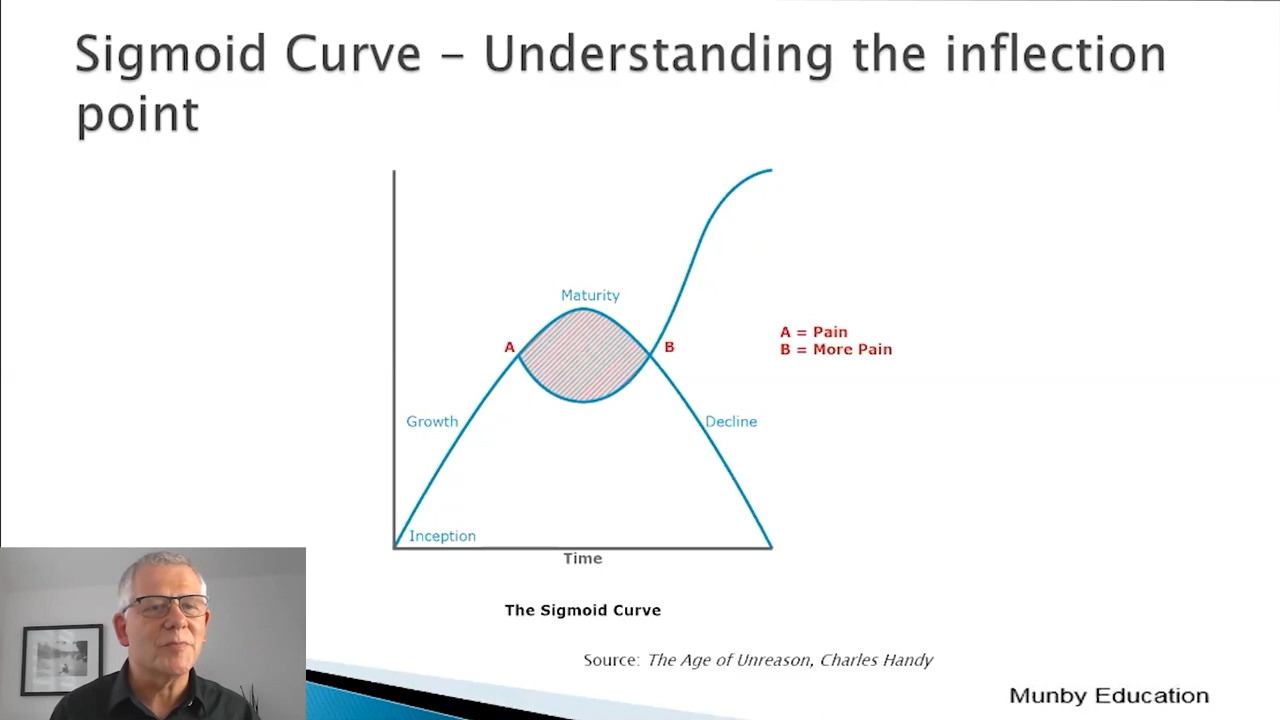 Sigmoid Curve – Understanding the inflection
point
Maturity
A
B
A = Pain
B = More Pain
Growth
Decline
Inception
Time
The Sigmoid Curve
Source: The Age of Unreason, Charles Handy
Munby Education